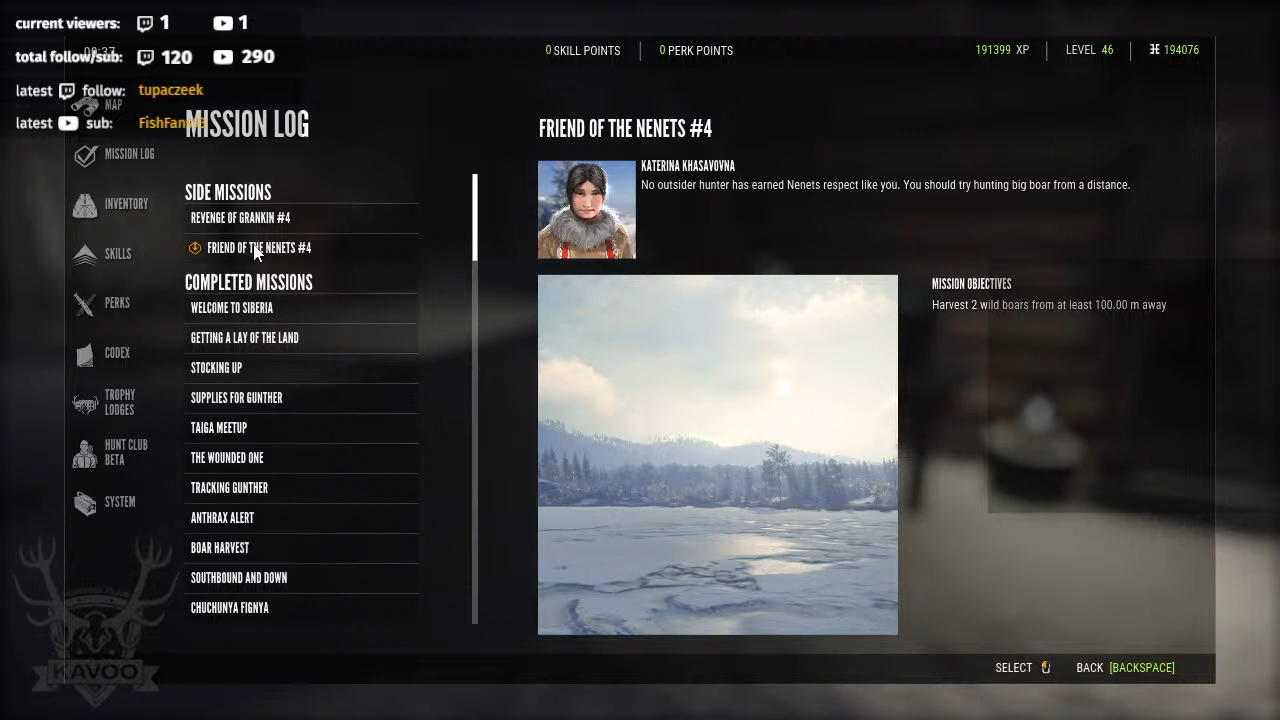 current viewers: 1 1
total follow/sub: 120 290
latest follow: tupaczeek
latest sub:
0 SKILL POINTS 0 PERK POINTS 191399 XP LEVEL 46 194076
MAP
MISSION LOG
INVENTORY
SKILLS
PERKS
CODEX
TROPHY
LODGES
HUNT CLUB
BETA
SYSTEM
MISSION LOG
SIDE MISSIONS
REVENGE OF GRANKIN #4
FRIEND OF THE NENETS #4
COMPLETED MISSIONS
WELCOME TO SIBERIA
GETTING A LAY OF THE LAND
STOCKING UP
SUPPLIES FOR GUNTHER
TAIGA MEETUP
THE WOUNDED ONE
TRACKING GUNTHER
ANTHRAX ALERT
BOAR HARVEST
SOUTHBOUND AND DOWN
CHUCHUNYA FIGNYA
FRIEND OF THE NENETS #4
KATERINA KHASAVOVNA
No outsider hunter has earned Nenets respect like you. You should try hunting big boar from a distance.
MISSION OBJECTIVES
Harvest 2 wild boars from at least 100.00 m away
SELECT BACK [BACKSPACE]
KAVOO